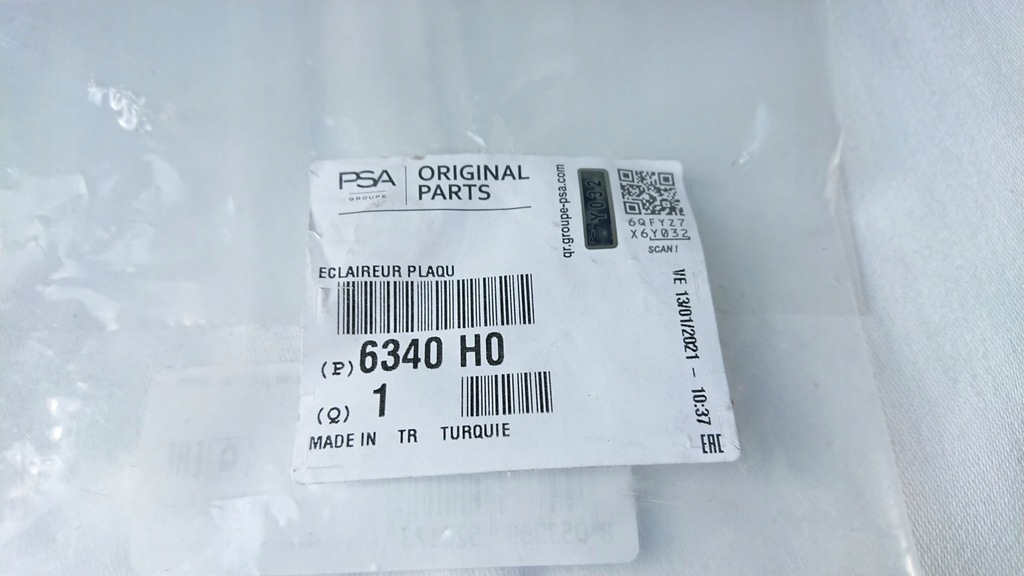 PSA
GROUPE
ORIGINAL
PARTS
qr.groupe-psa.com
Y032
6QFYZ7
X6Y032
SCAN!
ECLAIREUR PLAQU
(P) 6340 H0
(Q) 1
MADE IN TR TURQUIE
VE 13/01/2021 - 10:37
EAC